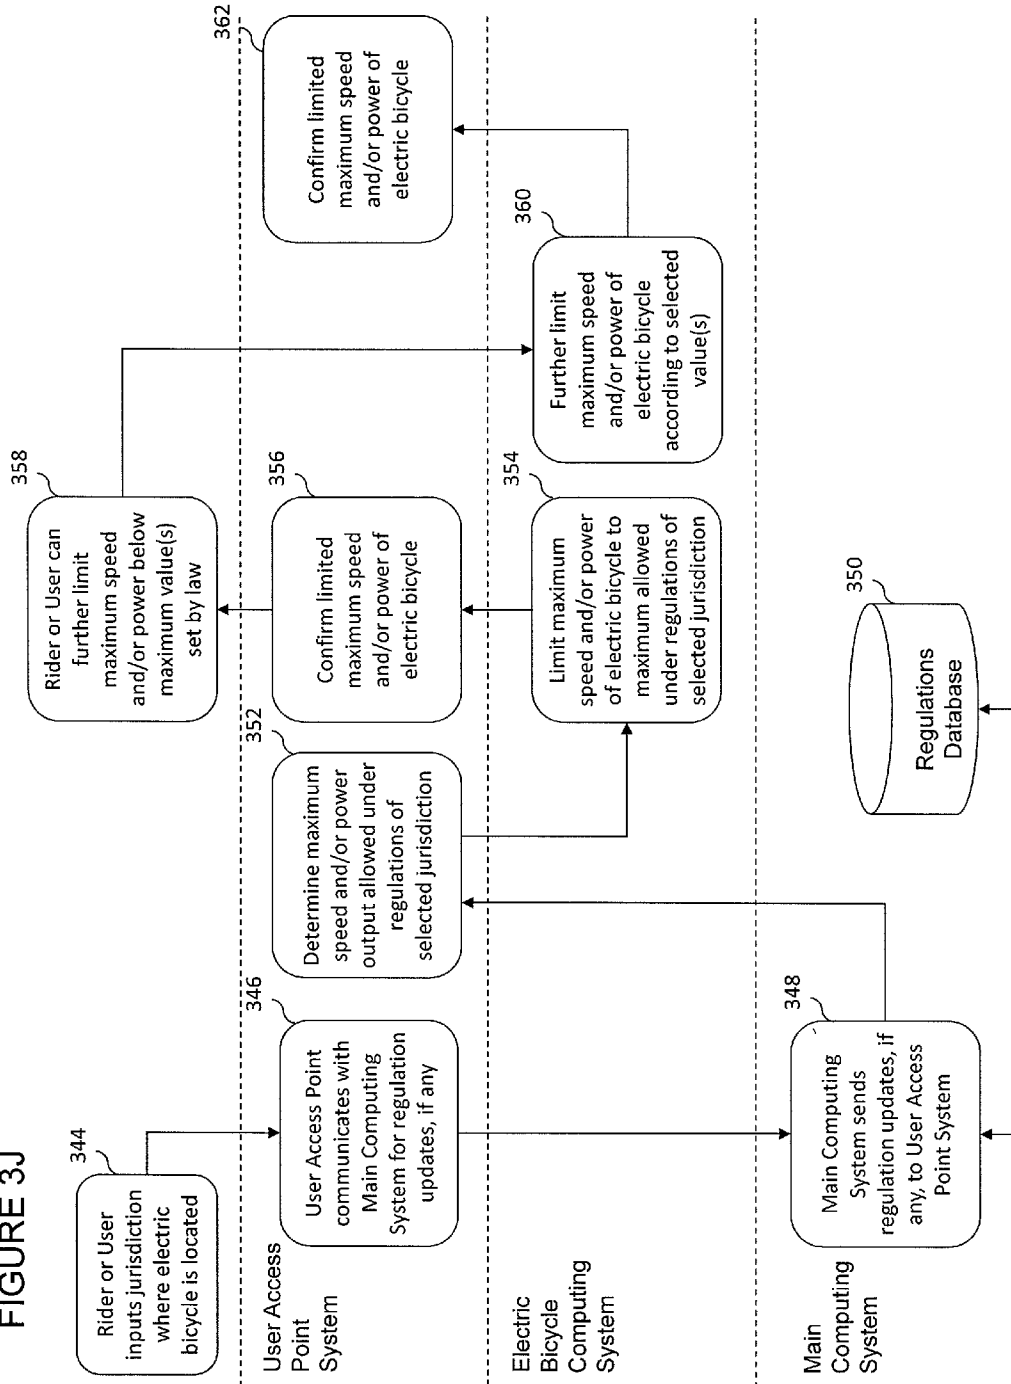 FIGURE 3J
344
Rider or User
inputs jurisdiction
where electric
bicycle is located
User Access
Point
System
346
User Access Point
communicates with
Main Computing
System for regulation
updates, if any
Electric
Bicycle
Computing
System
Main
Computing
System
348
Main Computing
System sends
regulation updates, if
any, to User Access
Point System
350
Regulations
Database
352
Determine maximum
speed and/or power
output allowed under
regulations of
selected jurisdiction
354
Limit maximum
speed and/or power
of electric bicycle to
maximum allowed
under regulations of
selected jurisdiction
356
Confirm limited
maximum speed
and/or power of
electric bicycle
358
Rider or User can
further limit
maximum speed
and/or power below
maximum value(s)
set by law
360
Further limit
maximum speed
and/or power of
electric bicycle
according to selected
value(s)
362
Confirm limited
maximum speed
and/or power of
electric bicycle